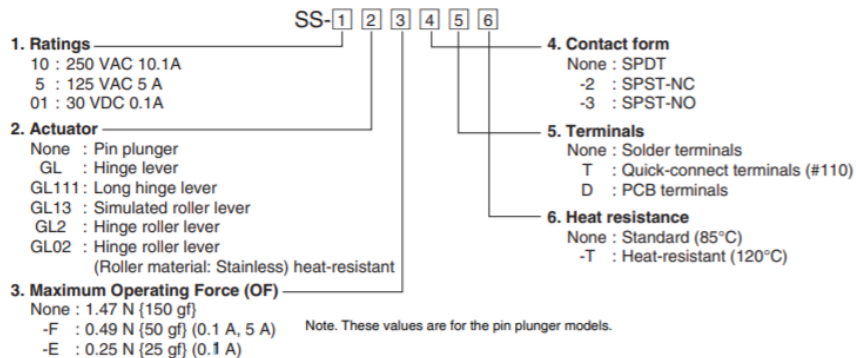 SS-1 2 3 4 5 6
1. Ratings
10 : 250 VAC 10.1A
5 : 125 VAC 5 A
01 : 30 VDC 0.1A
2. Actuator
None : Pin plunger
GL : Hinge lever
GL111 : Long hinge lever
GL13 : Simulated roller lever
GL2 : Hinge roller lever
GL02 : Hinge roller lever
(Roller material: Stainless) heat-resistant
3. Maximum Operating Force (OF)
None : 1.47 N {150 gf}
-F : 0.49 N {50 gf} (0.1 A, 5 A)
-E : 0.25 N {25 gf} (0.1 A)
Note. These values are for the pin plunger models.
4. Contact form
None : SPDT
-2 : SPST-NC
-3 : SPST-NO
5. Terminals
None : Solder terminals
T : Quick-connect terminals (#110)
D : PCB terminals
6. Heat resistance
None : Standard (85°C)
-T : Heat-resistant (120°C)